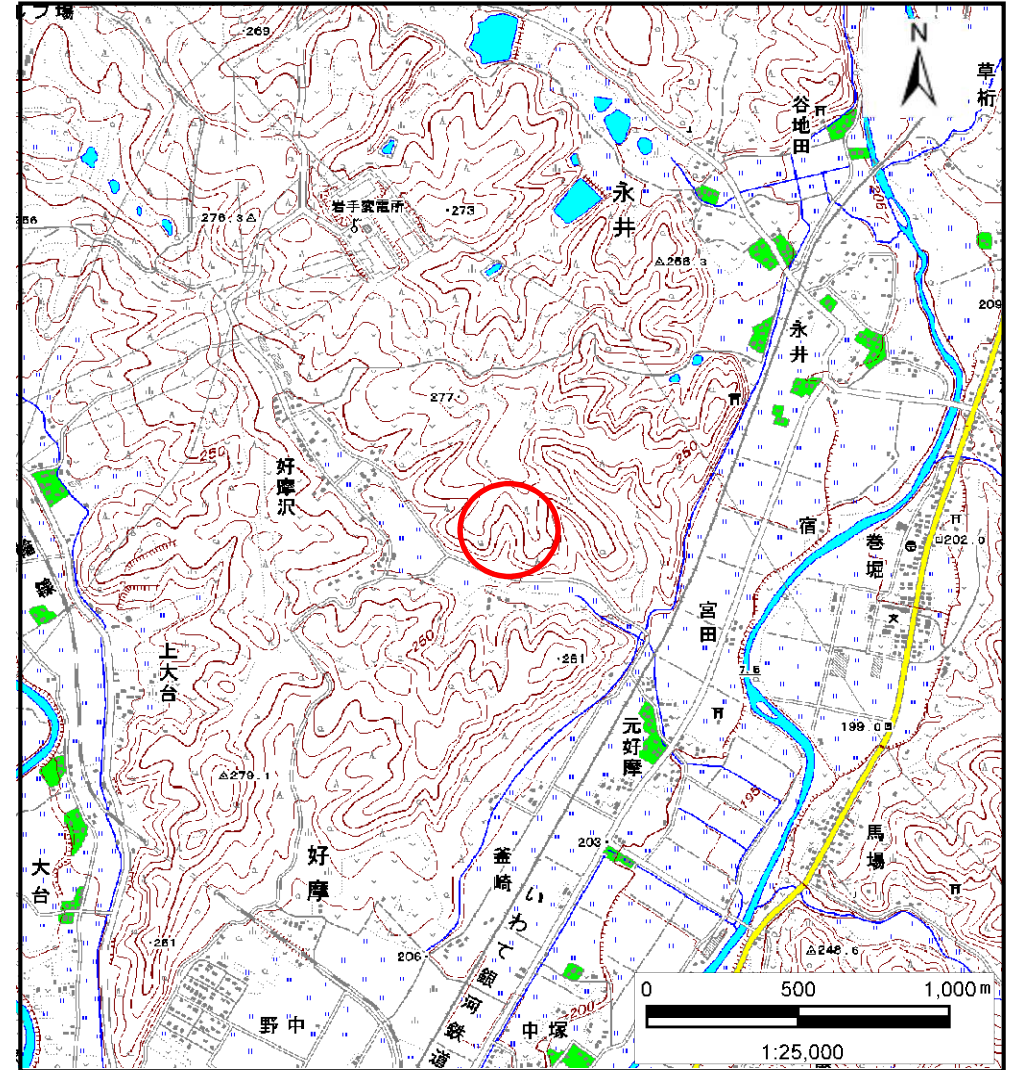 269
N
草桁
谷地田
永井
岩手変電所
273
276.3
266.3
209
永井
277
250
250
好摩沢
宿
巻堀
202.0
宮田
250
261
上大台
7.5
元好摩
199.0
279.1
195
馬場
203
好摩
釜崎
大台
いわて銀河鉄道
261
206
248.6
200
野中
中塚
0 500 1,000m
1:25,000